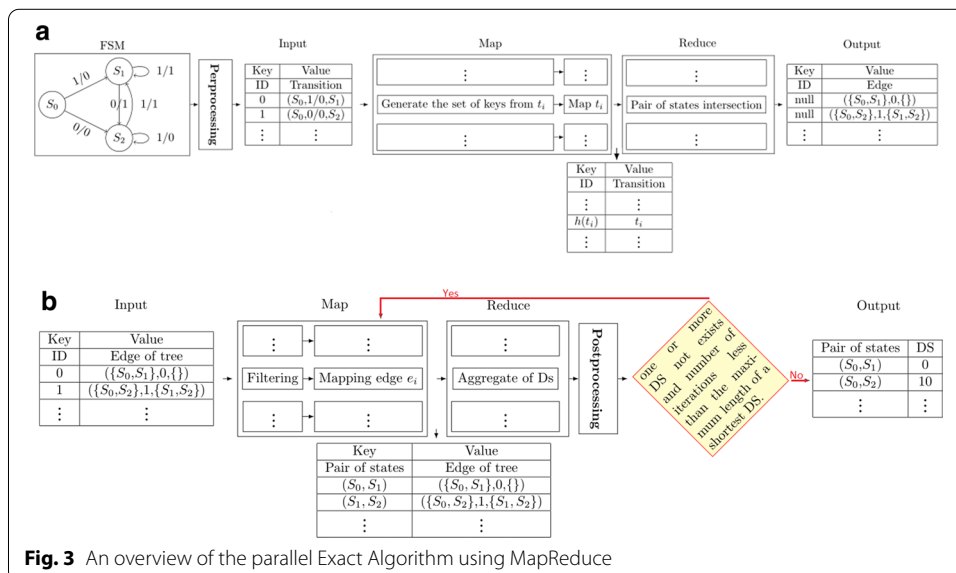 a
FSM
S0
S1
S2
1/0
1/1
0/1
1/1
0/0
1/0
Perprocessing
Input
Key Value
ID Transition
0 (S0,1/0,S1)
1 (S0,0/0,S2)
⋮ ⋮
Map
⋮ ⋮
Generate the set of keys from ti Map ti
⋮ ⋮
Reduce
⋮
Pair of states intersection
⋮
Output
Key Value
ID Edge
null ({S0,S1},0,{})
null ({S0,S2},1,{S1,S2})
⋮ ⋮
Key Value
ID Transition
⋮ ⋮
h(ti) ti
⋮ ⋮
b
Input
Key Value
ID Edge of tree
0 ({S0,S1},0,{})
1 ({S0,S2},1,{S1,S2})
⋮ ⋮
Map
⋮ ⋮
Filtering Mapping edge ei
⋮ ⋮
Reduce
⋮
Aggregate of Ds
⋮
Yes
Postprocessing
one or more
DS not exists
and number of
iterations less
than the maxi-
mum length of a
shortest DS.
No
Output
Pair of states DS
(S0,S1) 0
(S0,S2) 10
⋮ ⋮
Key Value
Pair of states Edge of tree
(S0, S1) ({S0, S1},0,{})
(S1, S2) ({S0, S2},1,{S1, S2})
⋮ ⋮
Fig. 3 An overview of the parallel Exact Algorithm using MapReduce